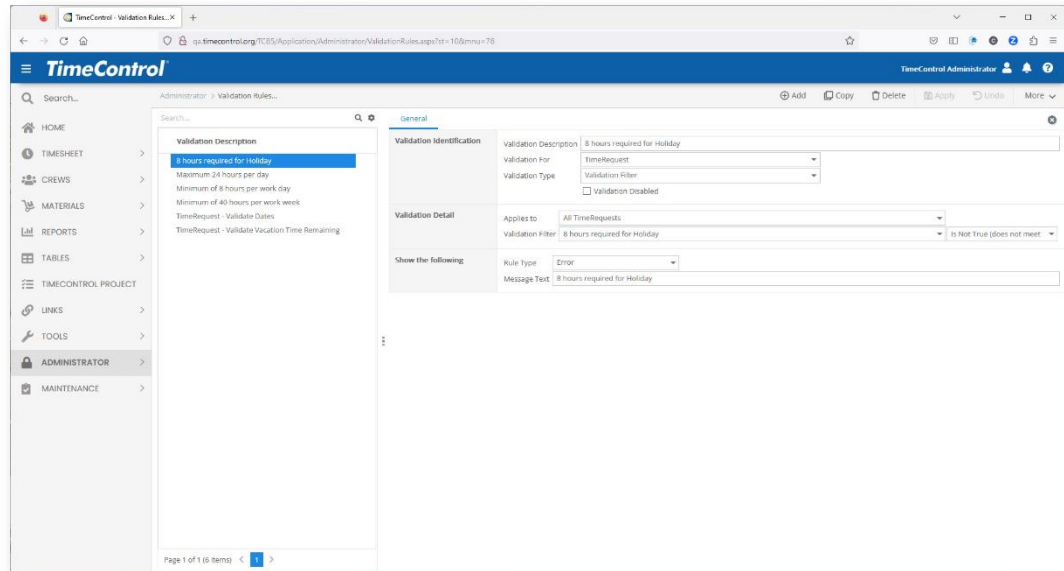 TimeControl - Validation Rules...
qa.timecontrol.org/TC85/Application/Administrator/ValidationRules.aspx?st=10&imnu=78
TimeControl
TimeControl Administrator
Search...
Administrator > Validation Rules...
Add
Copy
Delete
Apply
Undo
More
HOME
TIMESHEET
CREWS
MATERIALS
REPORTS
TABLES
TIMECONTROL PROJECT
LINKS
TOOLS
ADMINISTRATOR
MAINTENANCE
Search...
Validation Description
8 hours required for Holiday
Maximum 24 hours per day
Minimum of 8 hours per work day
Minimum of 40 hours per work week
TimeRequest - Validate Dates
TimeRequest - Validate Vacation Time Remaining
Page 1 of 1 (6 items) < 1 >
General
Validation Identification
Validation Description 8 hours required for Holiday
Validation For TimeRequest
Validation Type Validation Filter
Validation Disabled
Validation Detail
Applies to All TimeRequests
Validation Filter 8 hours required for Holiday Is Not True (does not meet
Show the following
Rule Type Error
Message Text 8 hours required for Holiday